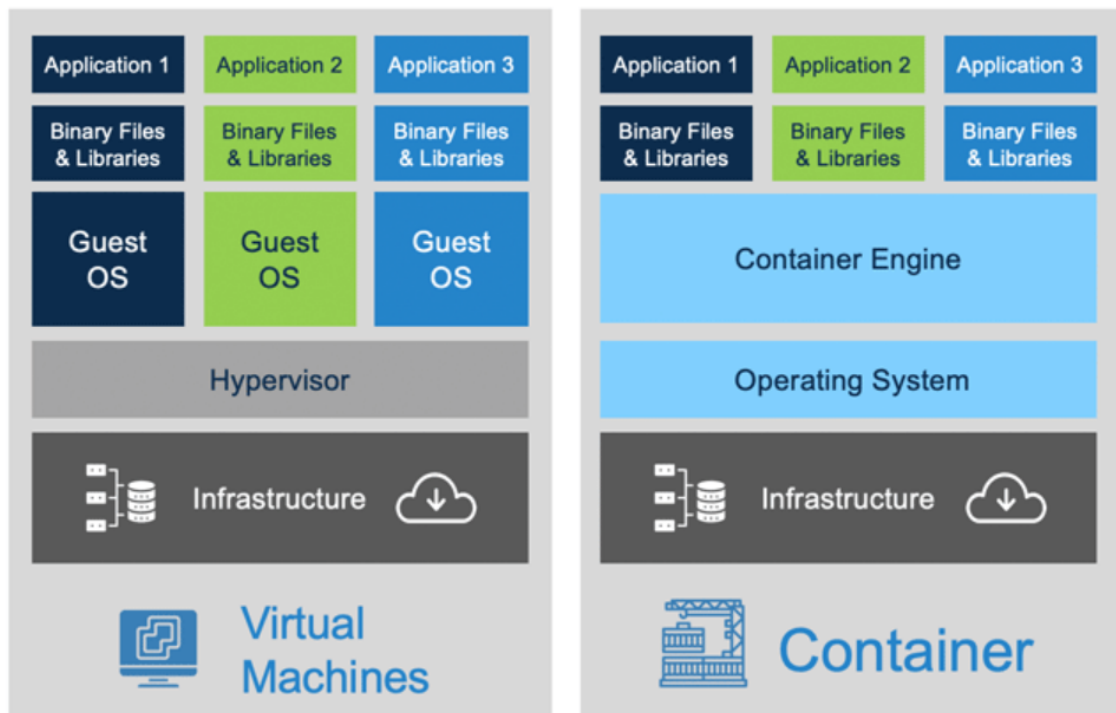 Application 1
Application 2
Application 3
Binary Files
& Libraries
Binary Files
& Libraries
Binary Files
& Libraries
Guest
OS
Guest
OS
Guest
OS
Hypervisor
Infrastructure
Virtual
Machines
Application 1
Application 2
Application 3
Binary Files
& Libraries
Binary Files
& Libraries
Binary Files
& Libraries
Container Engine
Operating System
Infrastructure
Container